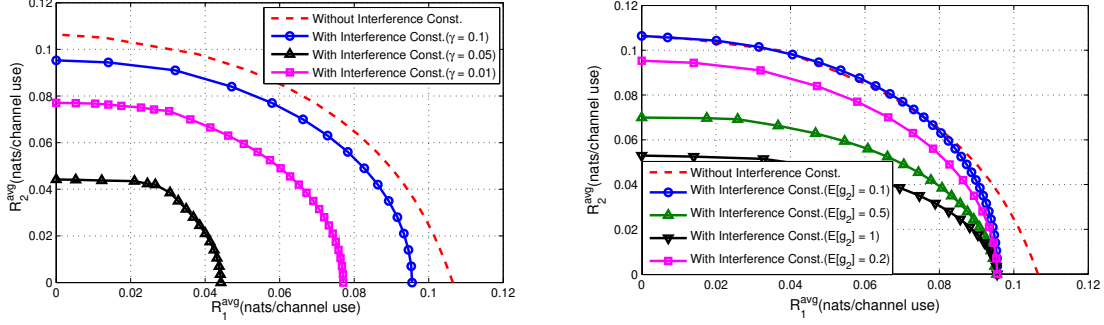 0.12
0.1
0.08
0.06
0.04
0.02
0
R2avg(nats/channel use)
Without Interference Const.
With Interference Const.(γ = 0.1)
With Interference Const.(γ = 0.05)
With Interference Const.(γ = 0.01)
0 0.02 0.04 0.06 0.08 0.1 0.12
R1avg(nats/channel use)
0.12
0.1
0.08
0.06
0.04
0.02
0
R2avg(nats/channel use)
Without Interference Const.
With Interference Const.(E[g2] = 0.1)
With Interference Const.(E[g2] = 0.5)
With Interference Const.(E[g2] = 1)
With Interference Const.(E[g2] = 0.2)
0 0.02 0.04 0.06 0.08 0.1 0.12
R1avg(nats/channel use)